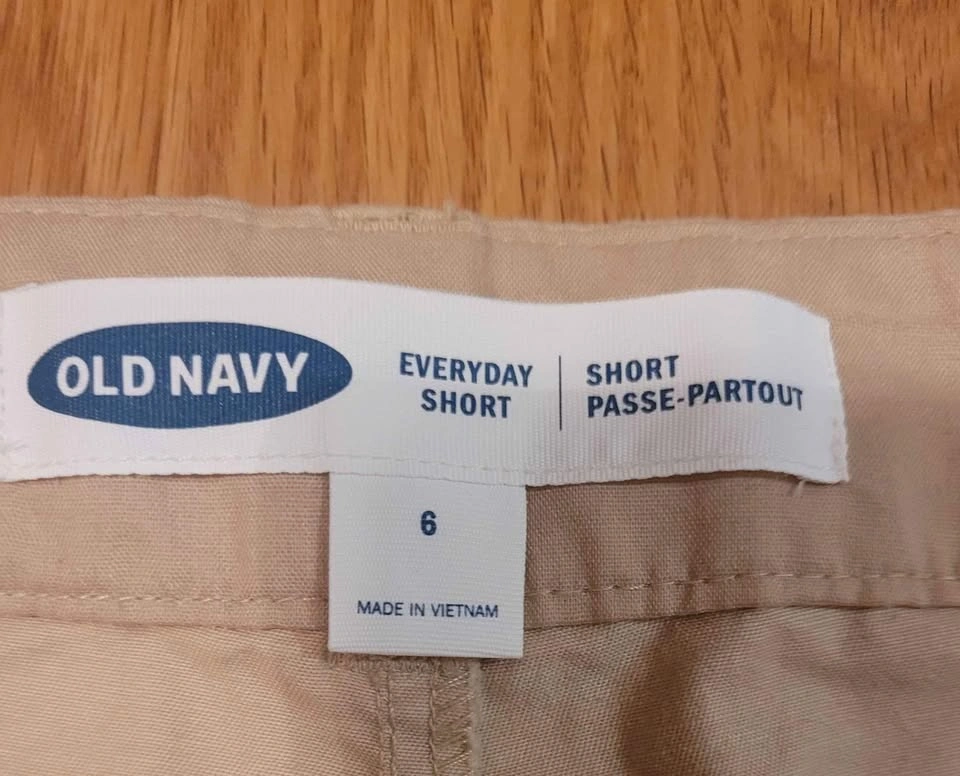 OLD NAVY
EVERYDAY
SHORT
SHORT
PASSE-PARTOUT
6
MADE IN VIETNAM